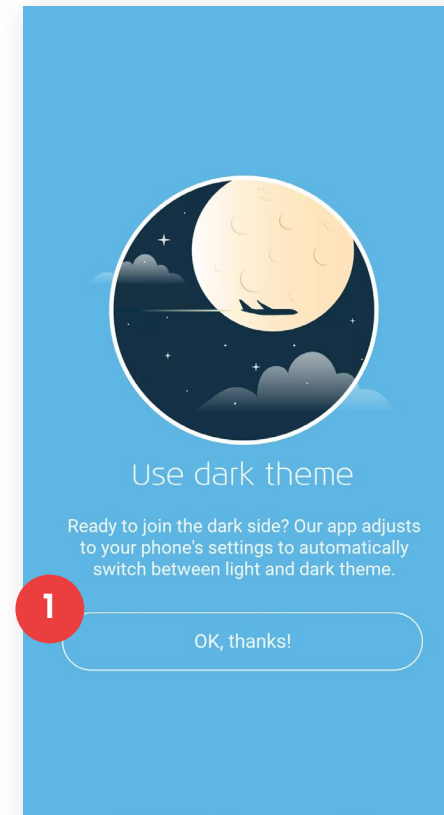 Use dark theme
Ready to join the dark side? Our app adjusts
to your phone's settings to automatically
switch between light and dark theme.
1
OK, thanks!